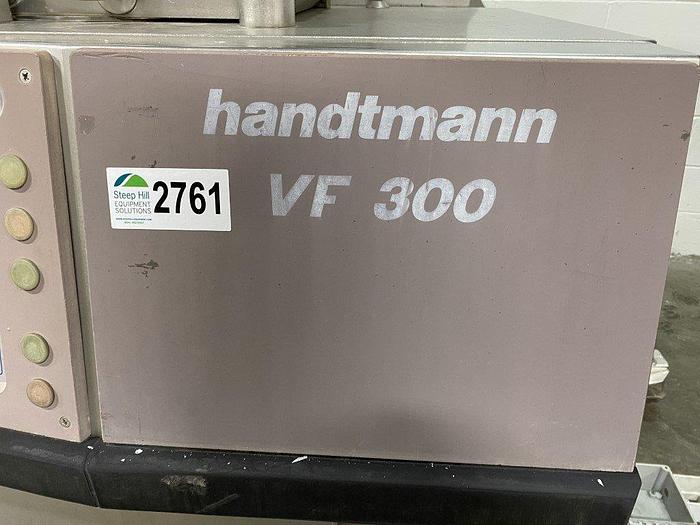 handtmann
VF 300
Steep Hill
EQUIPMENT
SOLUTIONS
2761